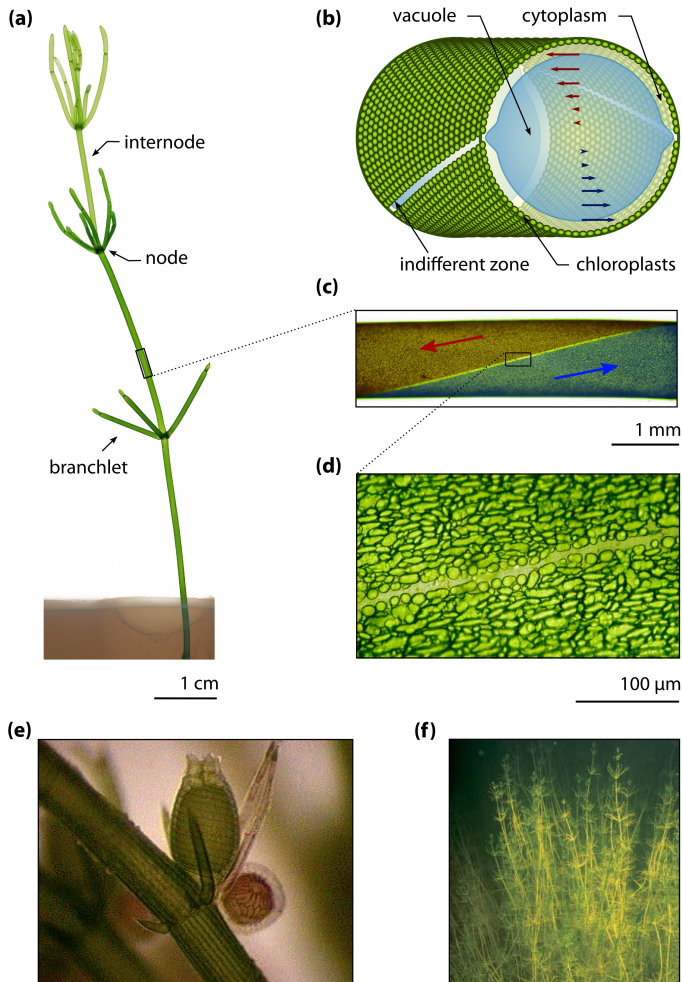 (a)
internode
node
branchlet
1 cm
(b)
vacuole
cytoplasm
indifferent zone
chloroplasts
(c)
1 mm
(d)
100 µm
(e)
(f)